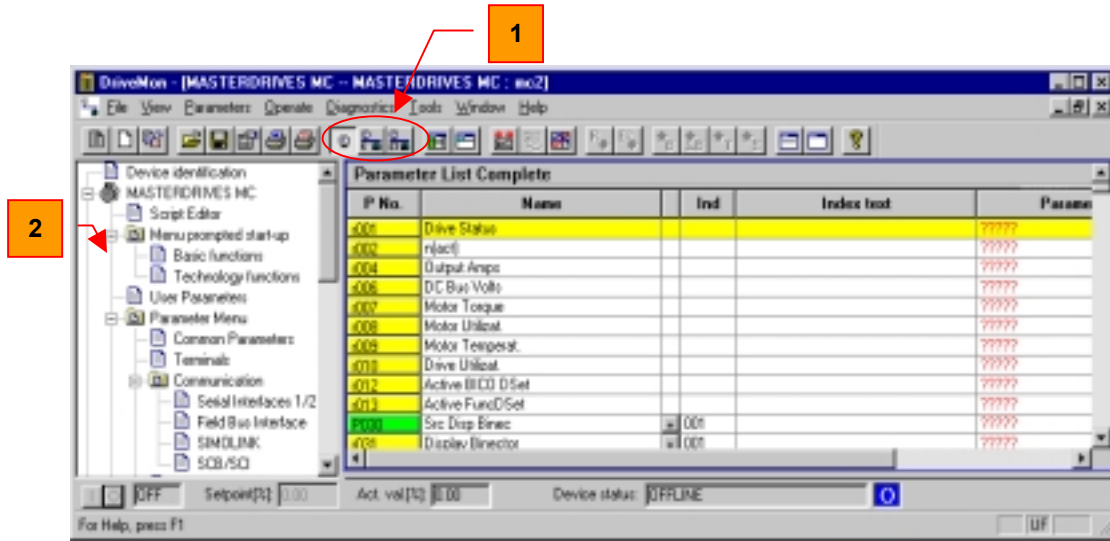 1
DriveMon - [MASTERDRIVES MC -- MASTERDRIVES MC : mc2]
File View Parameters Operate Diagnostics Tools Window Help
2
Device identification
MASTERDRIVES MC
Script Editor
Menu prompted start-up
Basic functions
Technology functions
User Parameters
Parameter Menu
Common Parameters
Terminals
Communication
Serial Interfaces 1/2
Field Bus Interface
SIMOLINK
SCB/SCI
Parameter List Complete
P No. Name Ind Index text Parame
r001 Drive Status ?????
r002 n(act) ?????
r004 Output Amps ?????
r006 DC Bus Volts ?????
r007 Motor Torque ?????
r008 Motor Utilizat. ?????
r009 Motor Temperat. ?????
r010 Drive Utilizat. ?????
r012 Active BICO DSet ?????
r013 Active FuncDSet ?????
P030 Src Disp Binec 001 ?????
r031 Display Binector 001 ?????
OFF Setpoint[%]: 0.00 Act. val.[%]: 0.00 Device status: OFFLINE O
For Help, press F1 UF